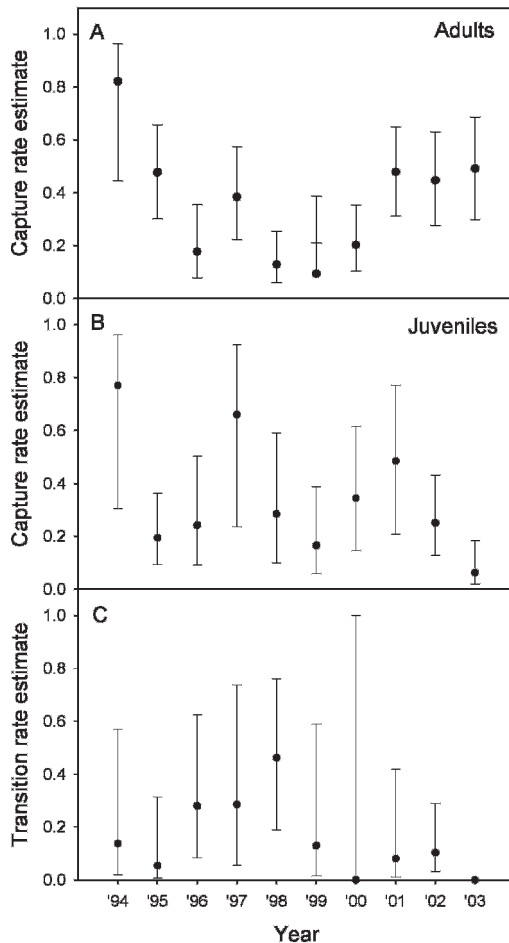 A
Adults
Capture rate estimate
1.0
0.8
0.6
0.4
0.2
0.0
B
Juveniles
Capture rate estimate
1.0
0.8
0.6
0.4
0.2
0.0
C
Transition rate estimate
1.0
0.8
0.6
0.4
0.2
0.0
'94 '95 '96 '97 '98 '99 '00 '01 '02 '03
Year